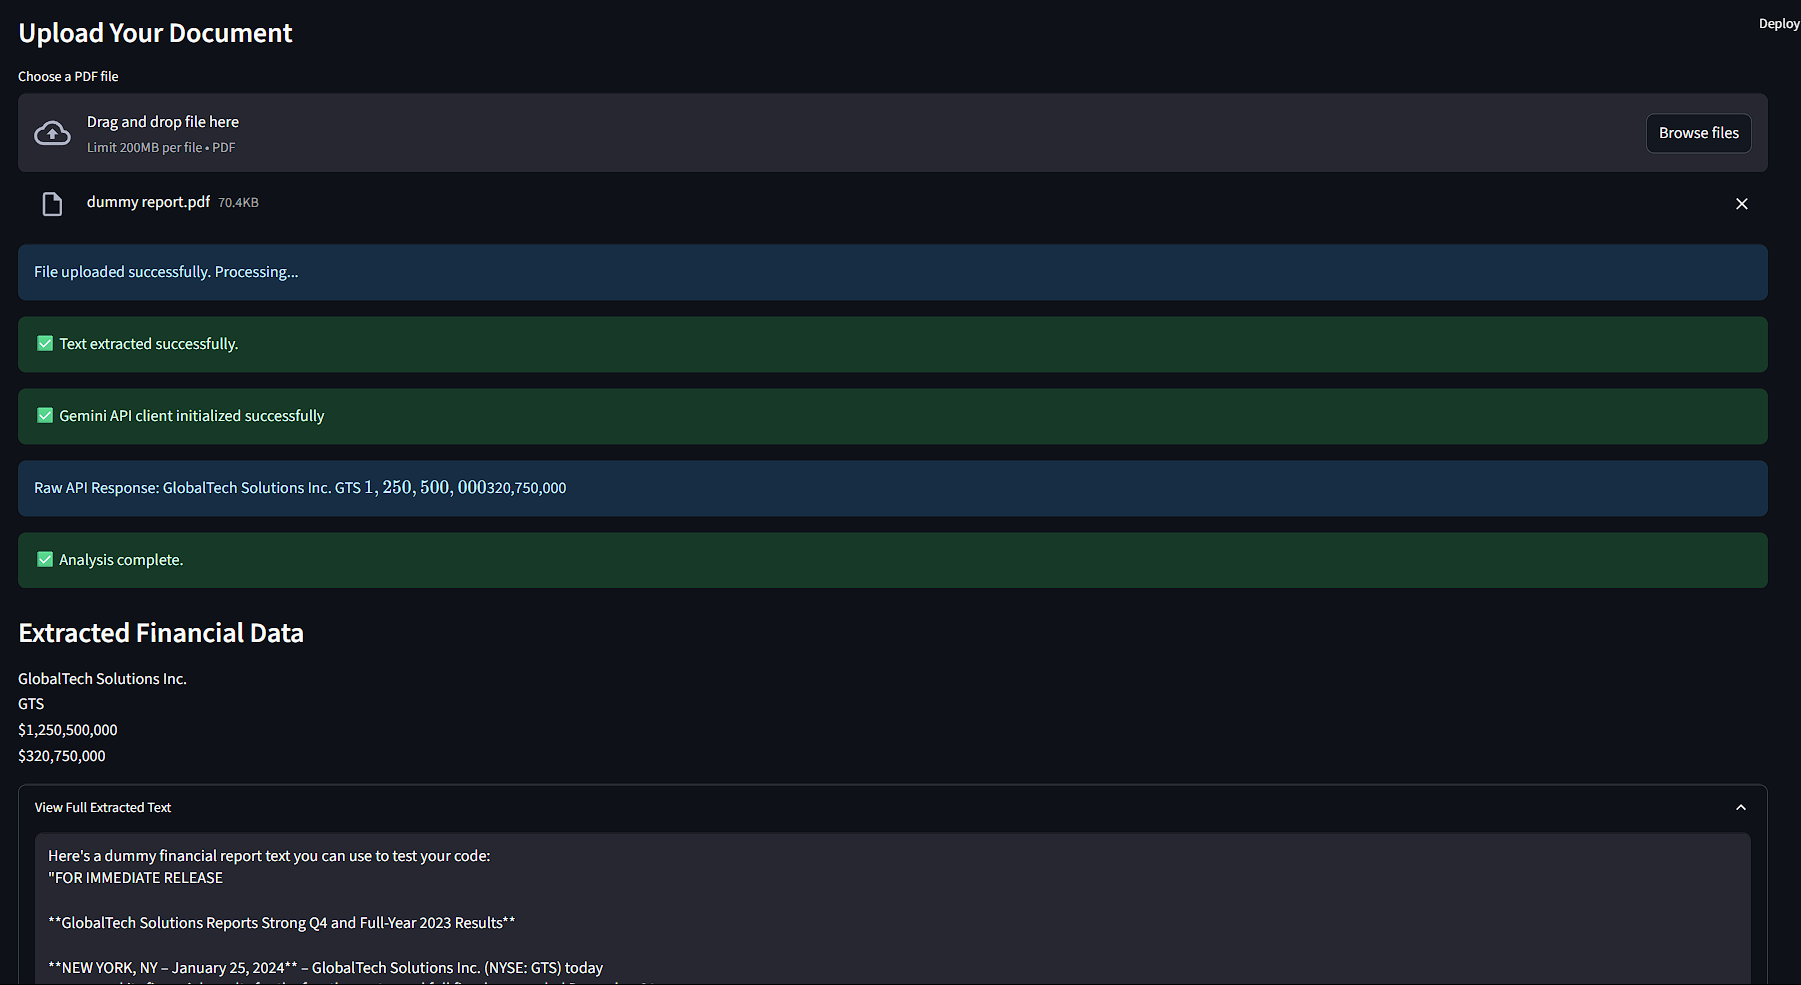 Upload Your Document
Deploy
Choose a PDF file
Drag and drop file here
Limit 200MB per file • PDF
Browse files
dummy report.pdf 70.4KB
File uploaded successfully. Processing...
✅ Text extracted successfully.
✅ Gemini API client initialized successfully
Raw API Response: GlobalTech Solutions Inc. GTS 1,250,500,000320,750,000
✅ Analysis complete.
Extracted Financial Data
GlobalTech Solutions Inc.
GTS
$1,250,500,000
$320,750,000
View Full Extracted Text
Here's a dummy financial report text you can use to test your code:
"FOR IMMEDIATE RELEASE
**GlobalTech Solutions Reports Strong Q4 and Full-Year 2023 Results**
**NEW YORK, NY – January 25, 2024** – GlobalTech Solutions Inc. (NYSE: GTS) today